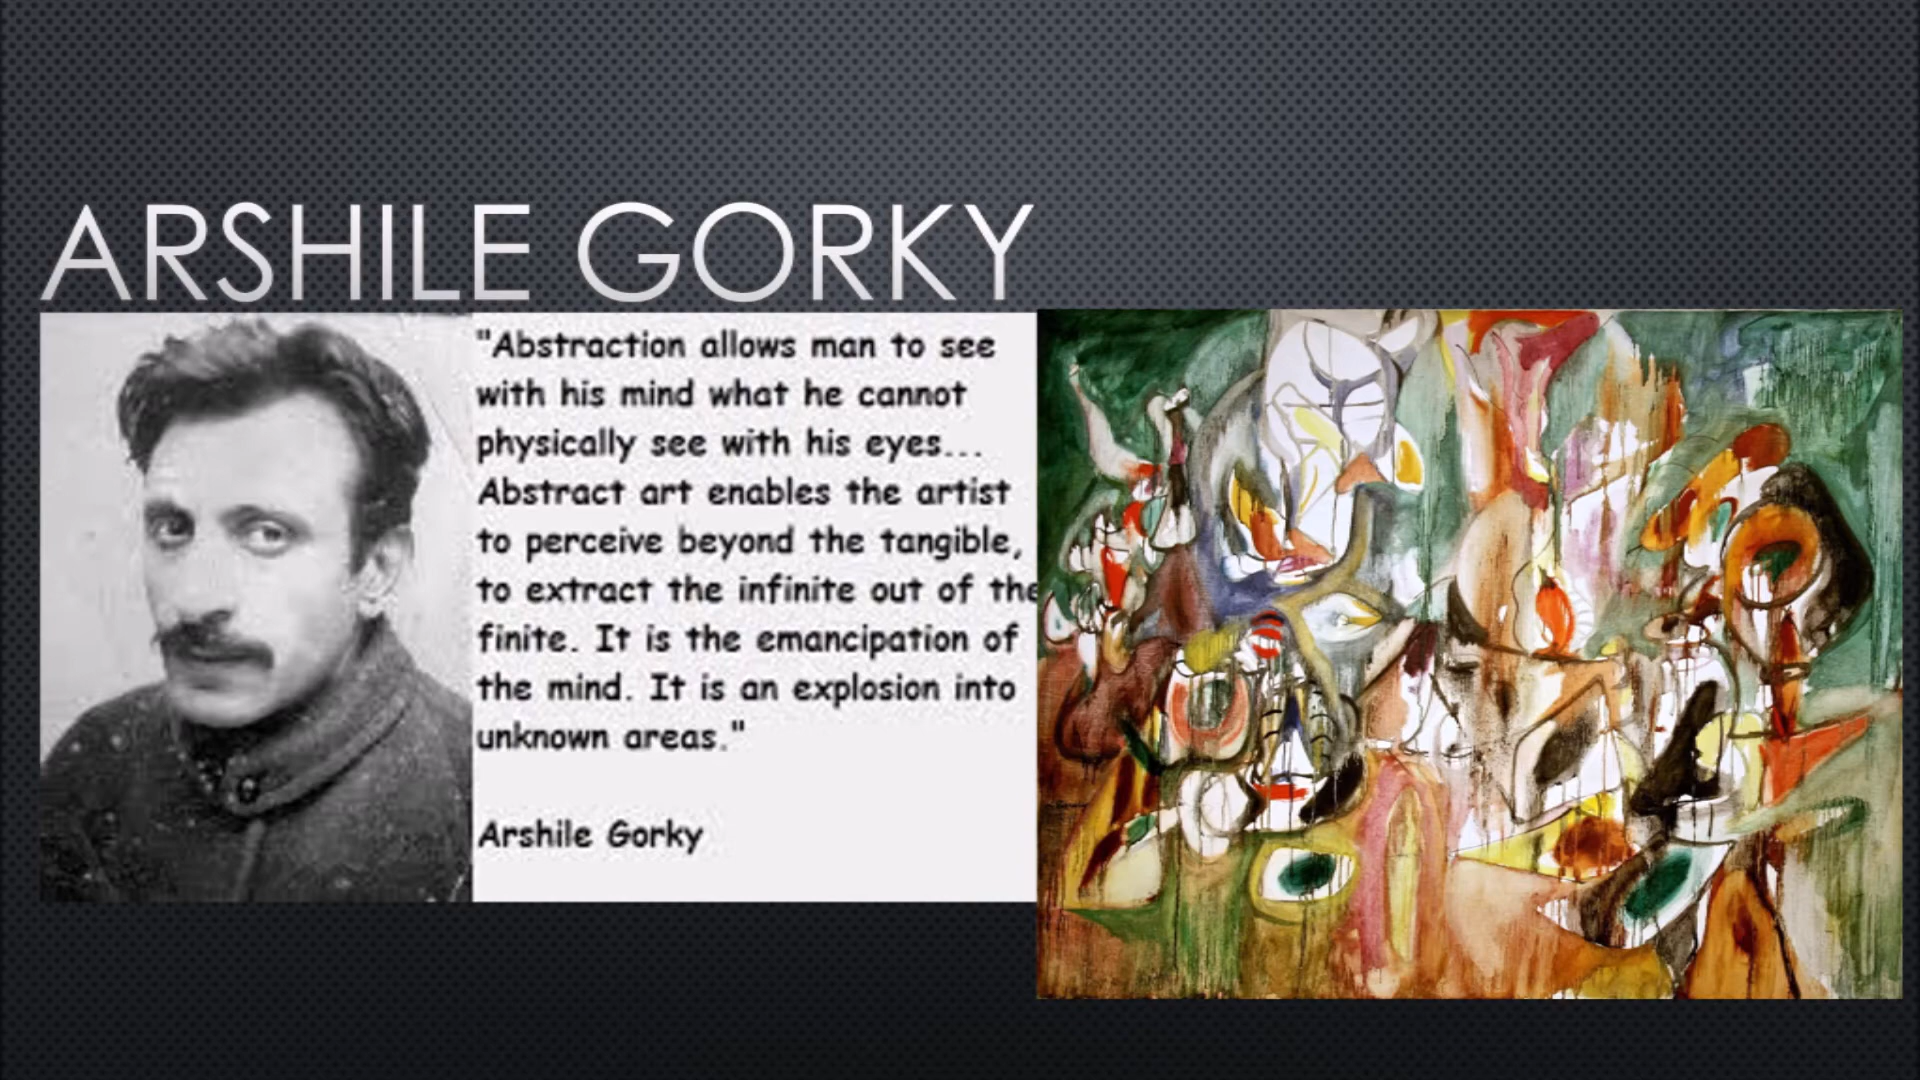 ARSHILE GORKY
"Abstraction allows man to see
with his mind what he cannot
physically see with his eyes...
Abstract art enables the artist
to perceive beyond the tangible,
to extract the infinite out of the
finite. It is the emancipation of
the mind. It is an explosion into
unknown areas."
Arshile Gorky